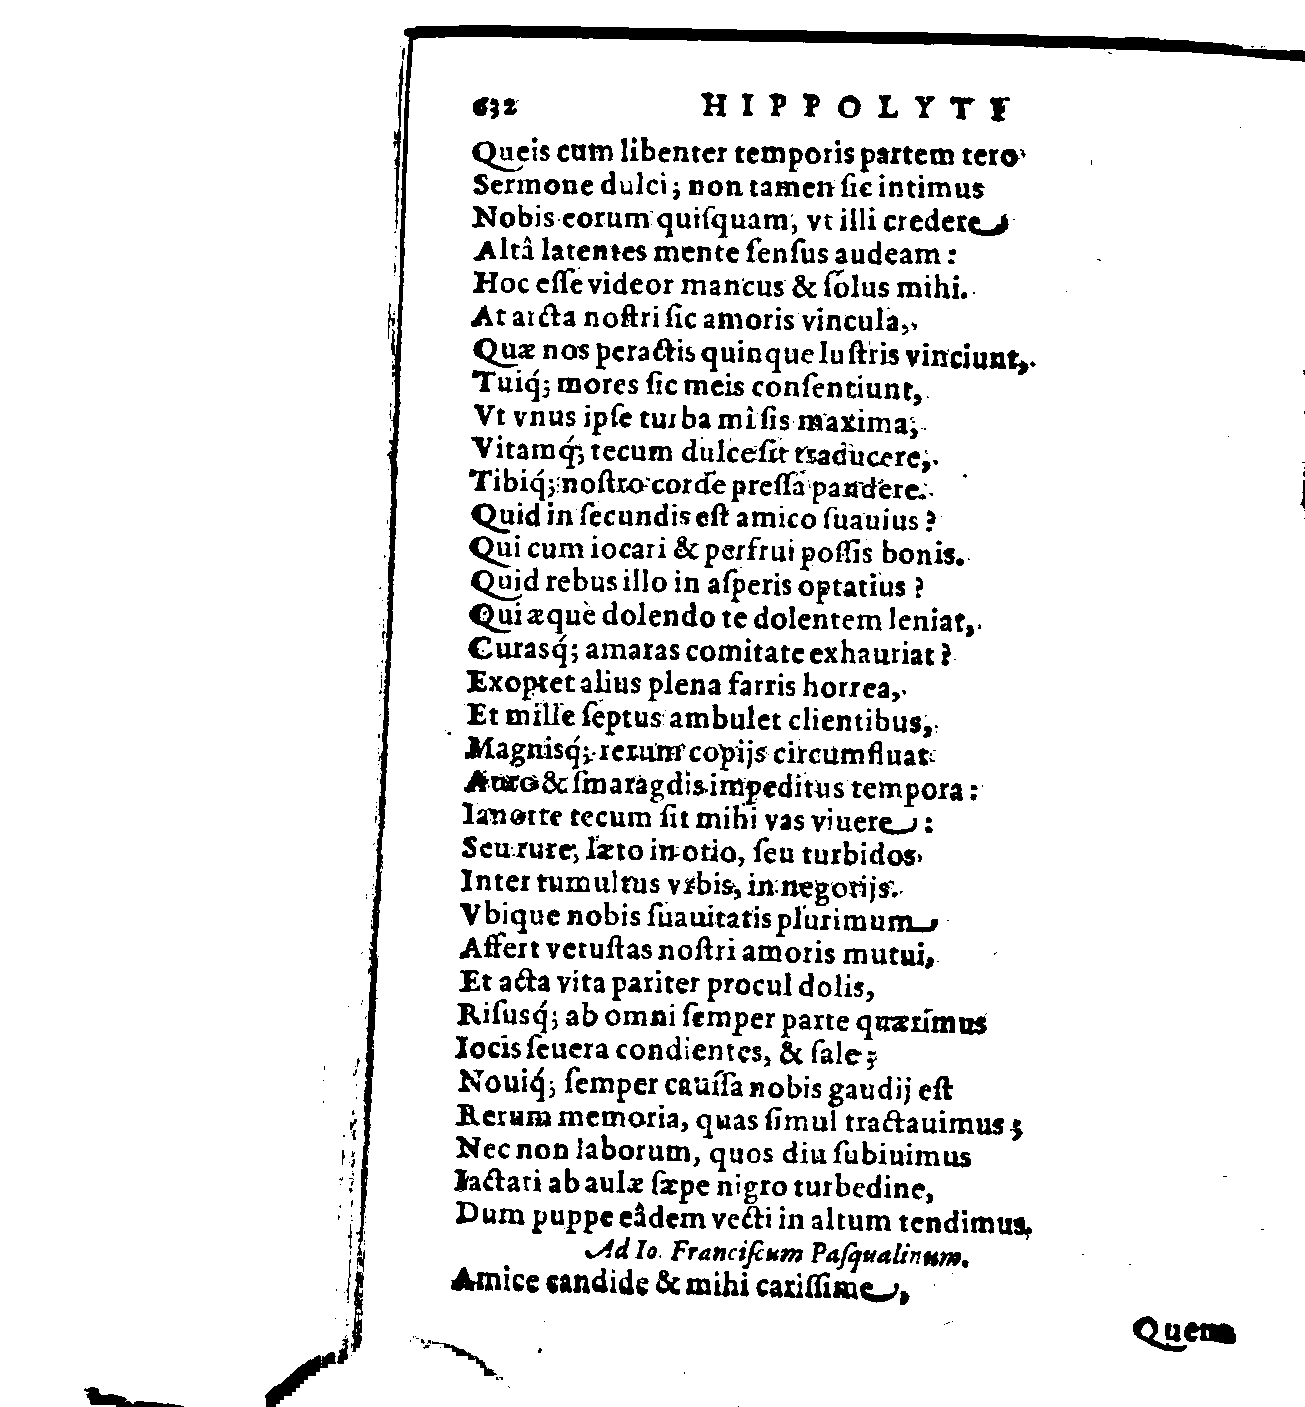 632 HIPPOLYTI
Queis cum libenter temporis partem tero
Sermone dulci; non tamen ſic intimus
Nobis eorum quiſquam, vt illi credere
Altâ latentes mente ſenſus audeam:
Hoc eſſe videor mancus & ſolus mihi.
At arcta noſtri ſic amoris vincula,
Quæ nos peractis quinque luſtris vinciunt,
Tuiq́; mores ſic meis conſentiunt,
Vt vnus ipſe turba mî ſis maxima;
Vitamq́; tecum dulce ſit traducere,
Tibiq́; noſtro corde preſſa pandere.
Quid in ſecundis eſt amico ſuauius?
Qui cum iocari & perfrui poſſis bonis.
Quid rebus illo in aſperis optatius?
Qui æquè dolendo te dolentem leniat,
Curasq́; amaras comitate exhauriat?
Exoptet alius plena farris horrea,
Et mille ſeptus ambulet clientibus,
Magnisq́; rerum copijs circumfluat
Auro & ſmaragdis impeditus tempora:
Ianotte tecum ſit mihi vas viuere:
Seu rure, læto in otio, ſeu turbidos
Inter tumultus vrbis, in negotijs.
Vbique nobis ſuauitatis plurimum
Affert vetuſtas noſtri amoris mutui,
Et acta vita pariter procul dolis,
Riſusq́; ab omni ſemper parte quærimus
Iocis ſeuera condientes, & ſale;
Nouiq́; ſemper cauſſa nobis gaudij eſt
Rerum memoria, quas ſimul tractauimus;
Nec non laborum, quos diu ſubiuimus
Iactati ab aulæ ſæpe nigro turbedine,
Dum puppe eâdem vecti in altum tendimus.
Ad Io. Franciſcum Paſqualinum.
Amice candide & mihi cariſſime,
Quem